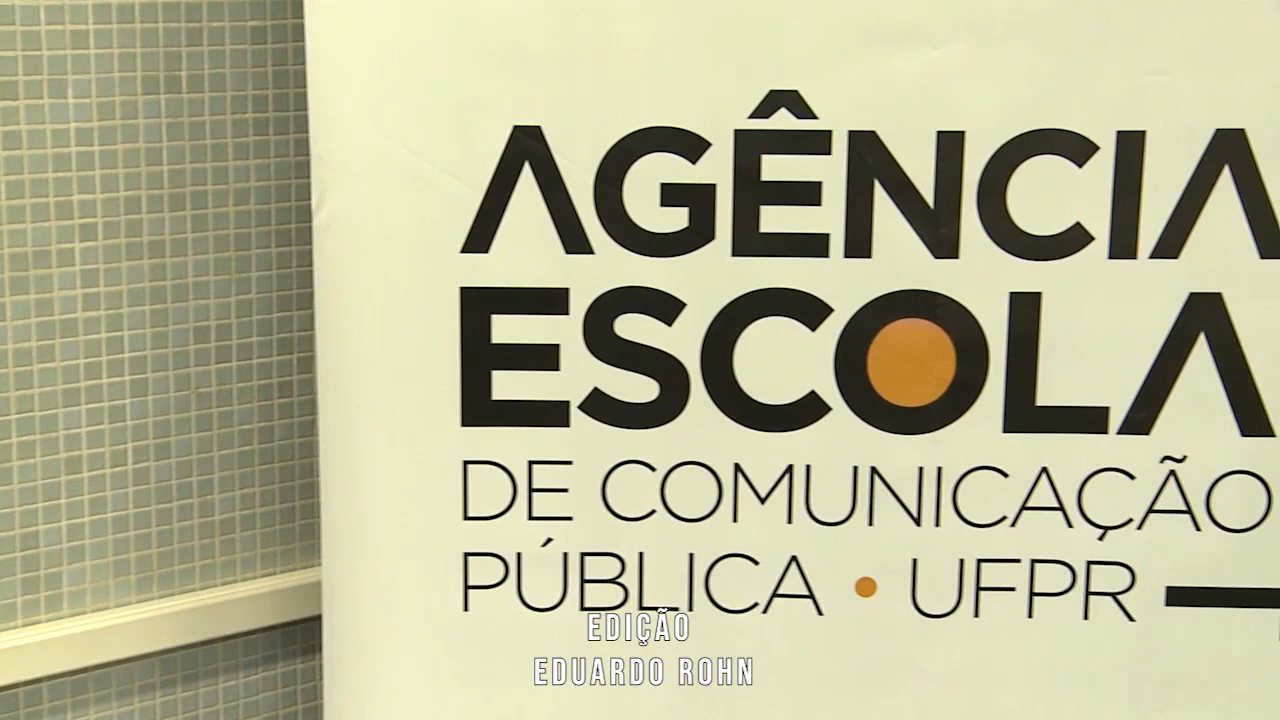 AGÊNCIA
ESCOLA
DE COMUNICAÇÃO
PÚBLICA • UFPR
EDIÇÃO
EDUARDO ROHN